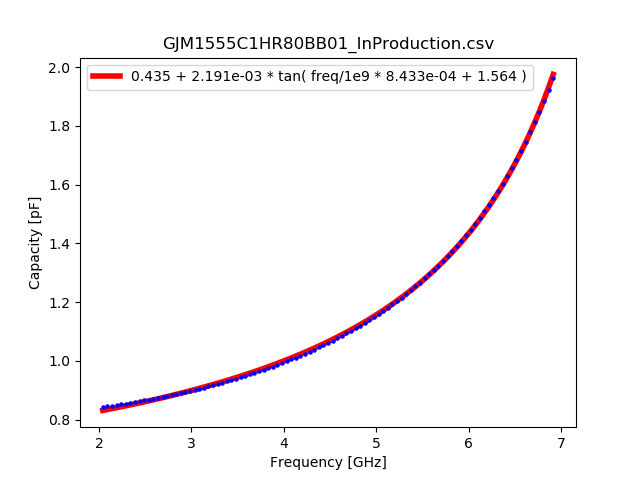 GJM1555C1HR80BB01_InProduction.csv
0.435 + 2.191e-03 * tan( freq/1e9 * 8.433e-04 + 1.564 )
2.0
1.8
1.6
1.4
1.2
1.0
0.8
Capacity [pF]
2 3 4 5 6 7
Frequency [GHz]